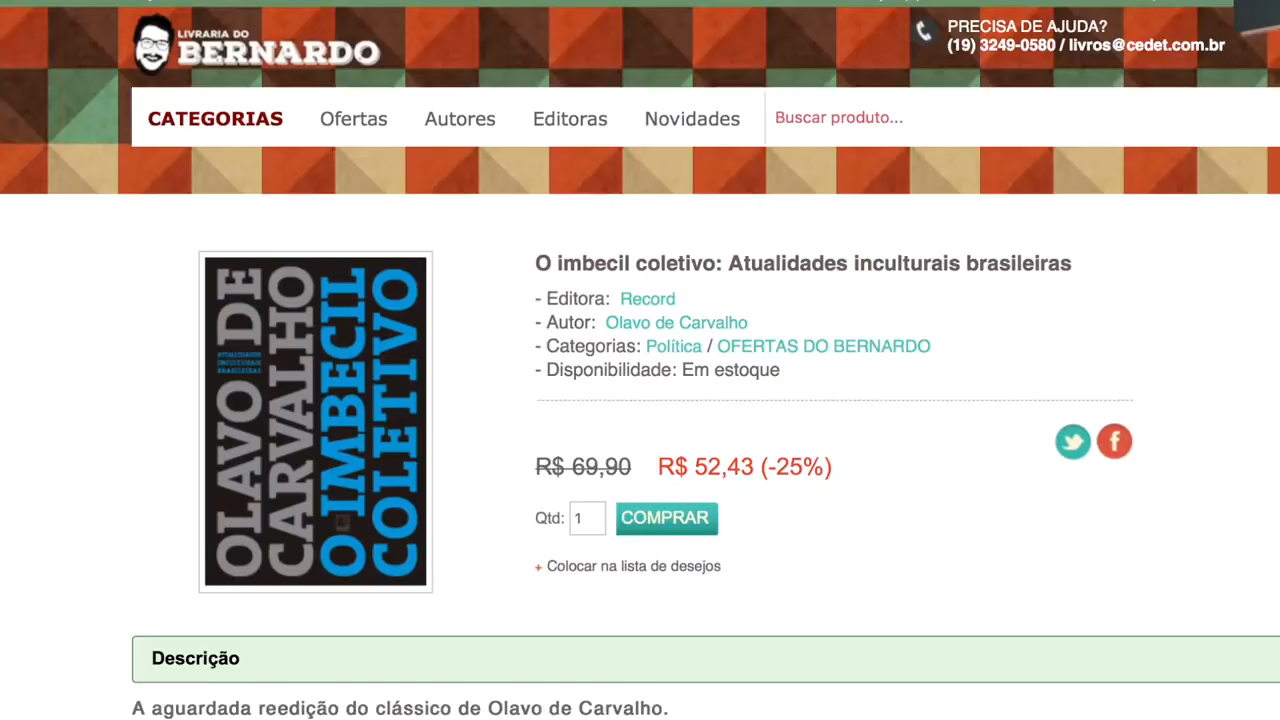 LIVRARIA DO
BERNARDO
PRECISA DE AJUDA?
(19) 3249-0580 / livros@cedet.com.br
CATEGORIAS Ofertas Autores Editoras Novidades Buscar produto...
OLAVO DE
CARVALHO
ATUALIDADES
INCULTURAIS
BRASILEIRAS
O IMBECIL
COLETIVO
O imbecil coletivo: Atualidades inculturais brasileiras
- Editora: Record
- Autor: Olavo de Carvalho
- Categorias: Política / OFERTAS DO BERNARDO
- Disponibilidade: Em estoque
R$ 69,90 R$ 52,43 (-25%)
Qtd: 1 COMPRAR
+ Colocar na lista de desejos
Descrição
A aguardada reedição do clássico de Olavo de Carvalho.